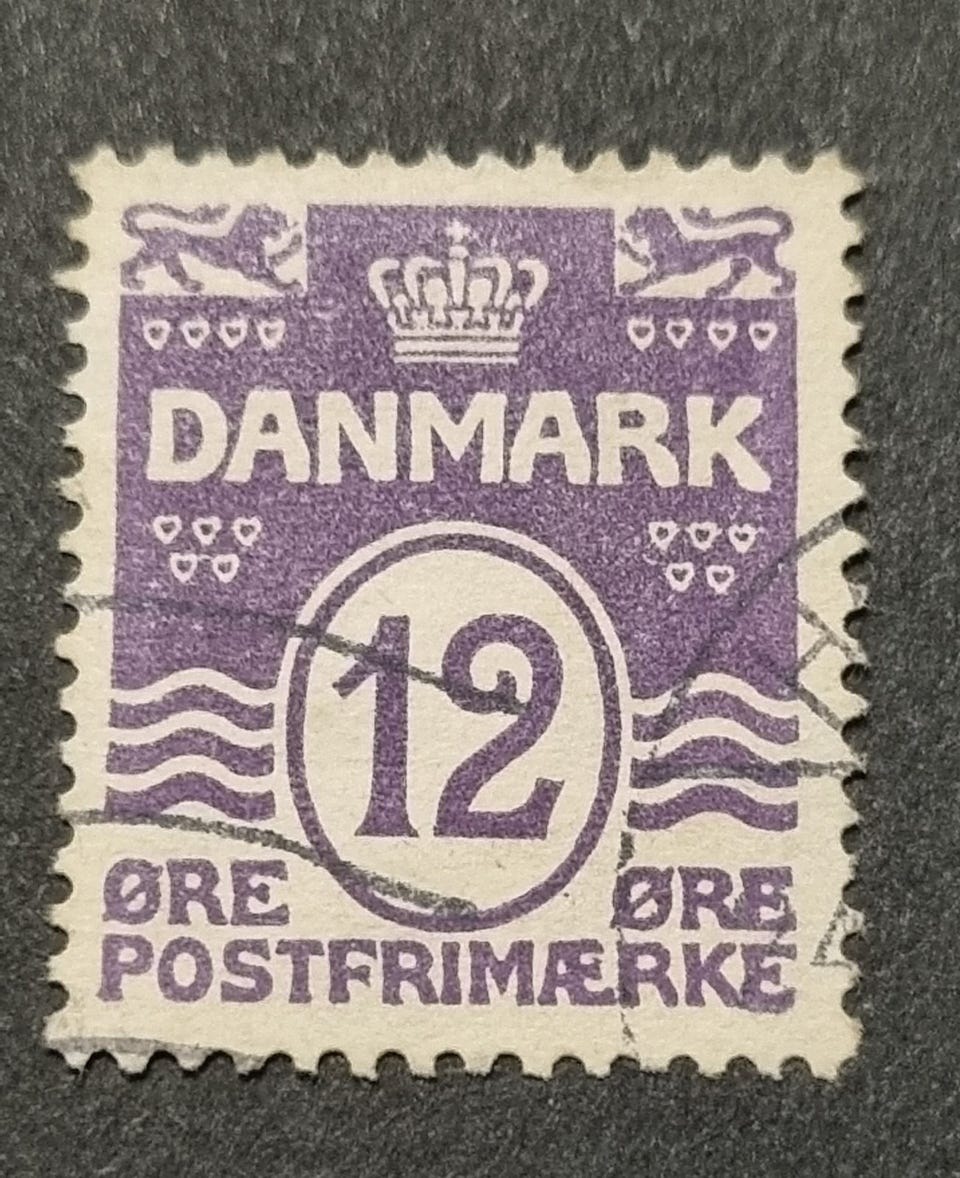 DANMARK
12
ØRE ØRE
POSTFRIMÆRKE